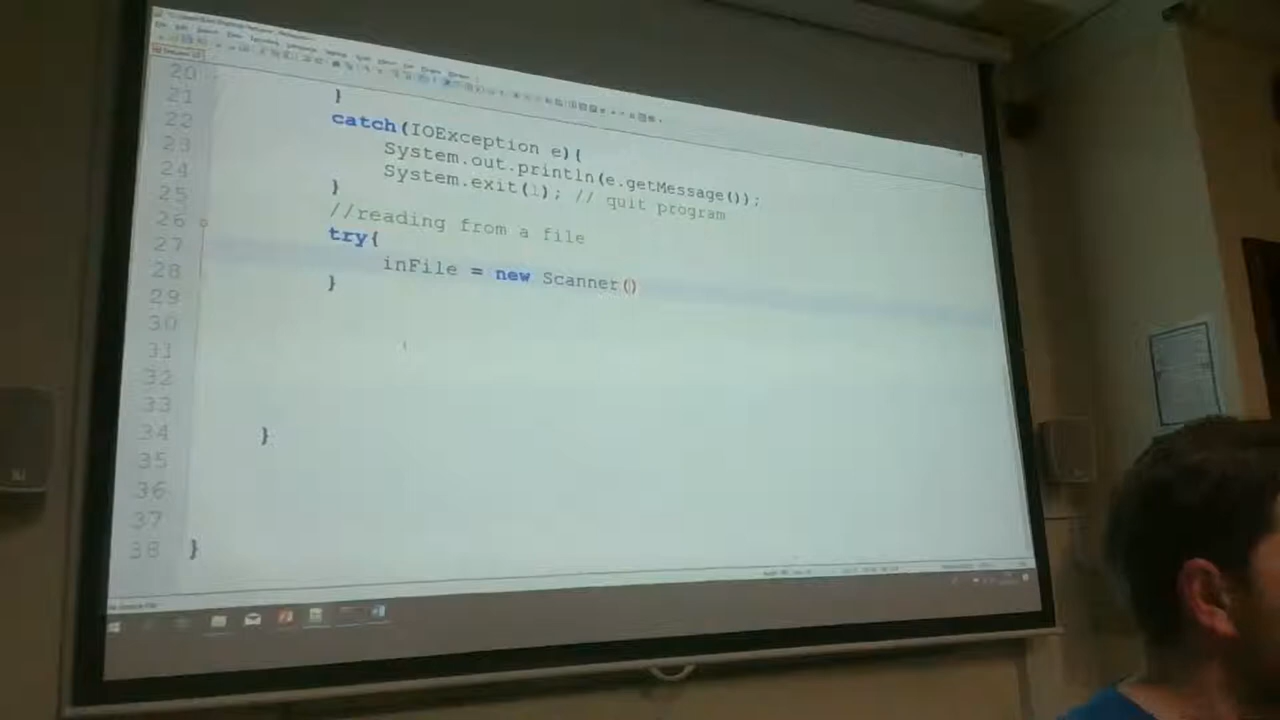 20
21 }
22 catch(IOException e){
23 System.out.println(e.getMessage());
24 System.exit(1); // quit program
25 }
26 //reading from a file
27 try{
28 inFile = new Scanner()
29 }
30
31
32
33
34 }
35
36
37
38 }